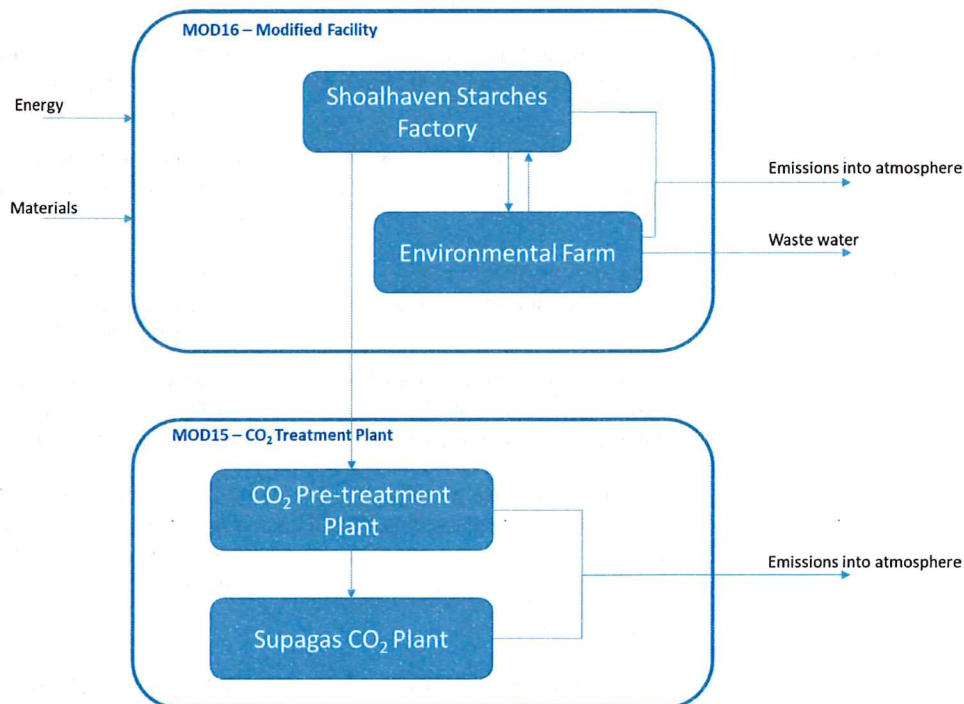 MOD16 – Modified Facility
Shoalhaven Starches
Factory
Energy
Emissions into atmosphere
Materials
Waste water
Environmental Farm
MOD15 – CO₂ Treatment Plant
CO₂ Pre-treatment
Plant
Emissions into atmosphere
Supagas CO₂ Plant